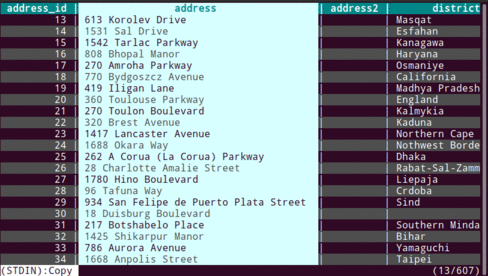 address_id | address | address2 | district
13 | 613 Korolev Drive | | Masqat
14 | 1531 Sal Drive | | Esfahan
15 | 1542 Tarlac Parkway | | Kanagawa
16 | 808 Bhopal Manor | | Haryana
17 | 270 Amroha Parkway | | Osmaniye
18 | 770 Bydgoszcz Avenue | | California
19 | 419 Iligan Lane | | Madhya Pradesh
20 | 360 Toulouse Parkway | | England
21 | 270 Toulon Boulevard | | Kalmykia
22 | 320 Brest Avenue | | Kaduna
23 | 1417 Lancaster Avenue | | Northern Cape
24 | 1688 Okara Way | | Nothwest Borde
25 | 262 A Corua (La Corua) Parkway | | Dhaka
26 | 28 Charlotte Amalie Street | | Rabat-Sal-Zamm
27 | 1780 Hino Boulevard | | Liepaja
28 | 96 Tafuna Way | | Crdoba
29 | 934 San Felipe de Puerto Plata Street | | Sind
30 | 18 Duisburg Boulevard | |
31 | 217 Botshabelo Place | | Southern Minda
32 | 1425 Shikarpur Manor | | Bihar
33 | 786 Aurora Avenue | | Yamaguchi
34 | 1668 Anpolis Street | | Taipei
(STDIN):Copy (13/607)